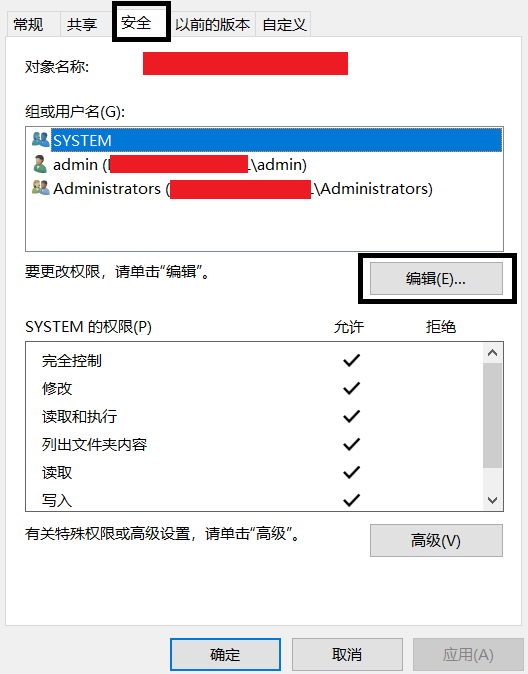 常规 共享 安全 以前的版本 自定义
对象名称:
组或用户名(G):
SYSTEM
admin ( \admin)
Administrators ( \Administrators)
要更改权限，请单击“编辑”。
编辑(E)...
SYSTEM 的权限(P) 允许 拒绝
完全控制
修改
读取和执行
列出文件夹内容
读取
写入
有关特殊权限或高级设置，请单击“高级”。
高级(V)
确定 取消 应用(A)